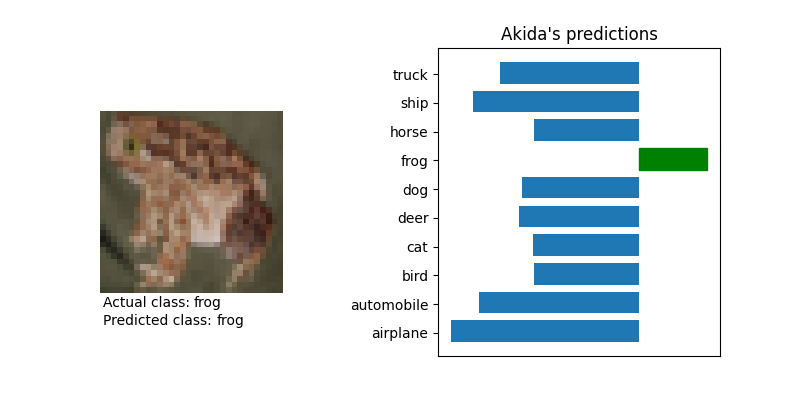 Akida's predictions
truck
ship
horse
frog
dog
deer
cat
bird
automobile
airplane
Actual class: frog
Predicted class: frog